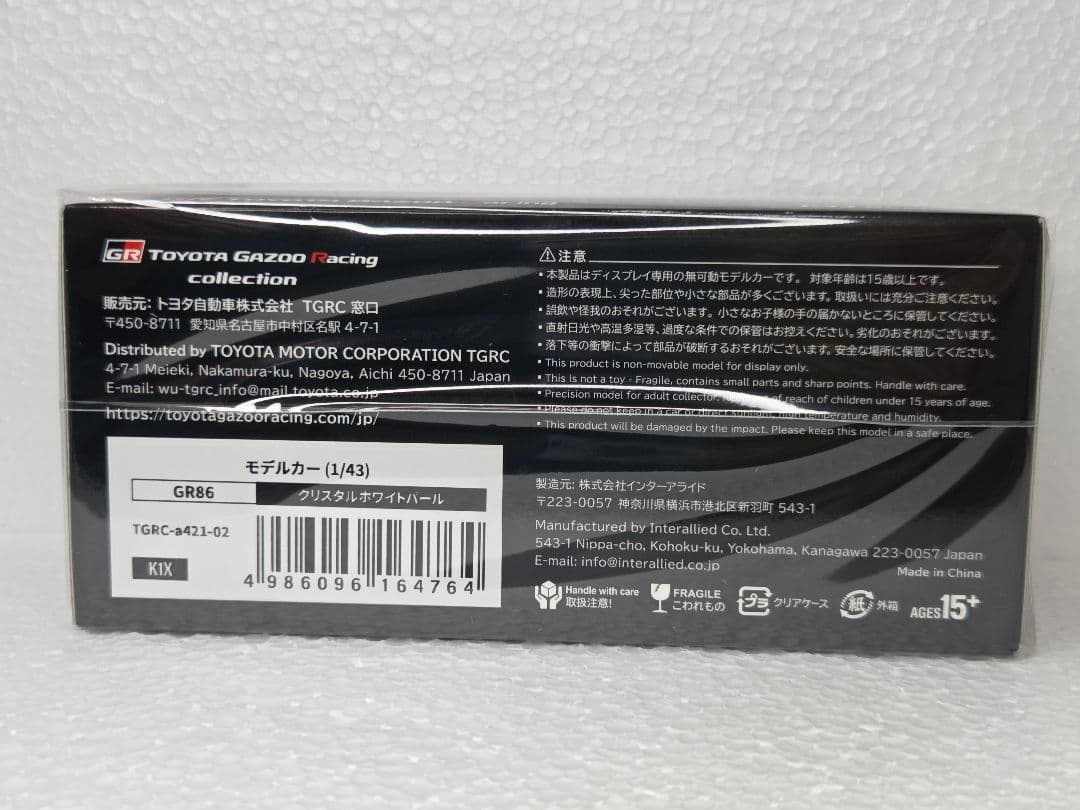 GR TOYOTA GAZOO Racing
collection
販売元：トヨタ自動車株式会社 TGRC 窓口
〒450-8711 愛知県名古屋市中村区名駅 4-7-1
Distributed by TOYOTA MOTOR CORPORATION TGRC
4-7-1 Meieki, Nakamura-ku, Nagoya, Aichi 450-8711 Japan
E-mail: wu-tgrc_info@mail.toyota.co.jp
https://toyotagazooracing.com/jp/
モデルカー (1/43)
GR86 クリスタルホワイトパール
TGRC-a421-02
K1X
4 986096 164764
⚠注意
・本製品はディスプレイ専用の無可動モデルカーです。 対象年齢は15歳以上です。
・造形の表現上、尖った部位や小さな部品が多くございます。取扱いには充分ご注意ください。
・誤飲や怪我のおそれがございます。小さなお子様の手の届かないところに保管してください。
・直射日光や高温多湿等、過度な条件での保管はお控えください。劣化のおそれがございます。
・落下等の衝撃によって部品が破断するおそれがございます。安全な場所に保管してください。
・This product is non-movable model for display only.
・This is not a toy - Fragile, contains small parts and sharp points. Handle with care.
・Precision model for adult collector. Keep out of reach of children under 15 years of age.
・Please do not keep in a car or direct sunlight, high temperature and humidity.
・This product will be damaged by the impact. Please keep this model in a safe place.
製造元：株式会社インターアライド
〒223-0057 神奈川県横浜市港北区新羽町 543-1
Manufactured by Interallied Co. Ltd.
543-1 Nippa-cho, Kohoku-ku, Yokohama, Kanagawa 223-0057 Japan
E-mail: info@interallied.co.jp
Made in China
Handle with care
取扱注意!
FRAGILE
こわれもの
プラ クリアケース
紙 外箱
AGES 15+